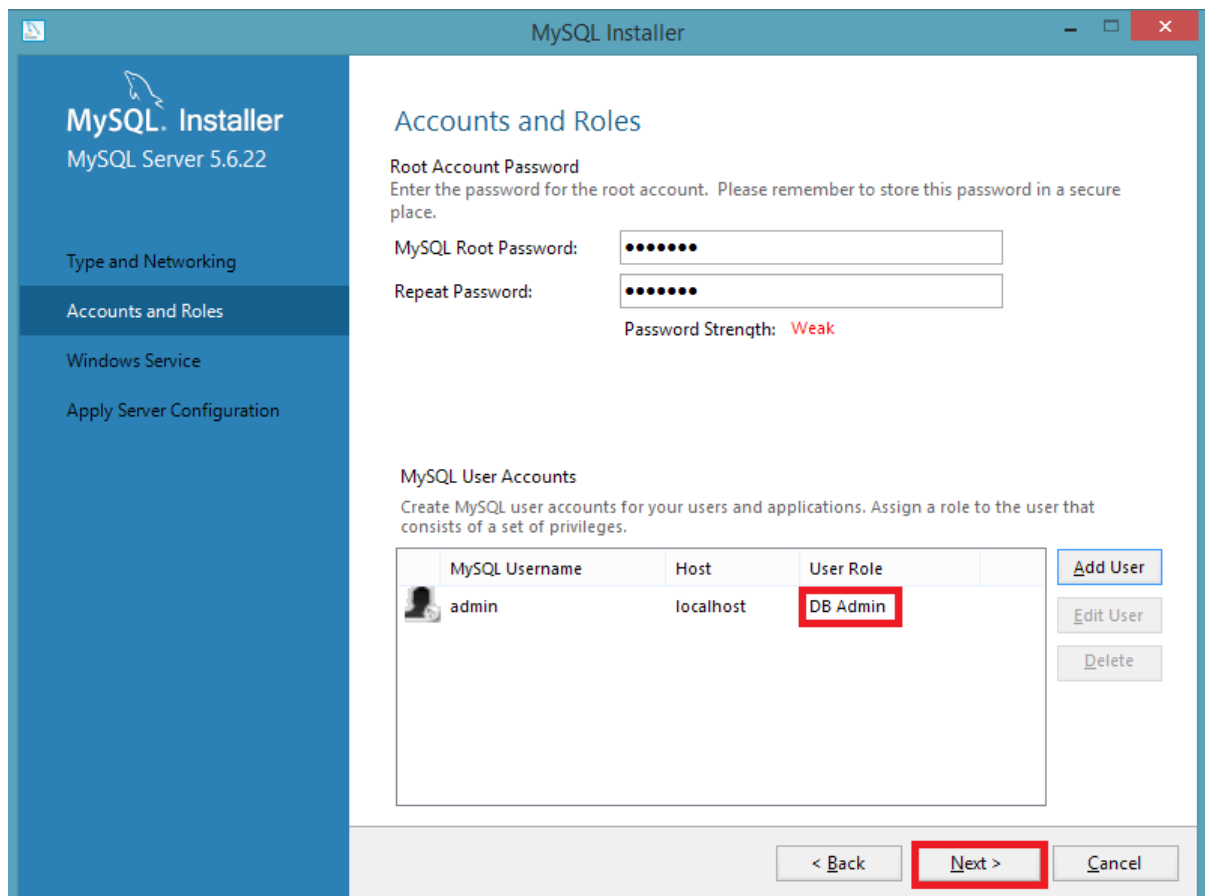 MySQL Installer
MySQL. Installer
MySQL Server 5.6.22
Type and Networking
Accounts and Roles
Windows Service
Apply Server Configuration
Accounts and Roles
Root Account Password
Enter the password for the root account. Please remember to store this password in a secure
place.
MySQL Root Password: •••••••
Repeat Password: •••••••
Password Strength: Weak
MySQL User Accounts
Create MySQL user accounts for your users and applications. Assign a role to the user that
consists of a set of privileges.
MySQL Username Host User Role
admin localhost DB Admin
Add User
Edit User
Delete
< Back Next > Cancel